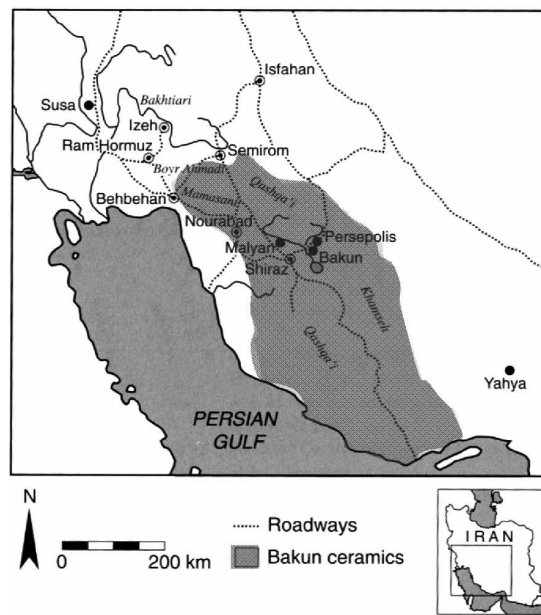 Isfahan
Susa
Bakhtiari
Izeh
Ram Hormuz
Semirom
Boyr Ahmadi
Qashqa'i
Behbehan
Mamasani
Nourabad
Persepolis
Malyan
Bakun
Shiraz
Khamseh
Qashqa'i
Yahya
PERSIAN
GULF
N
Roadways
IRAN
0
200 km
Bakun ceramics